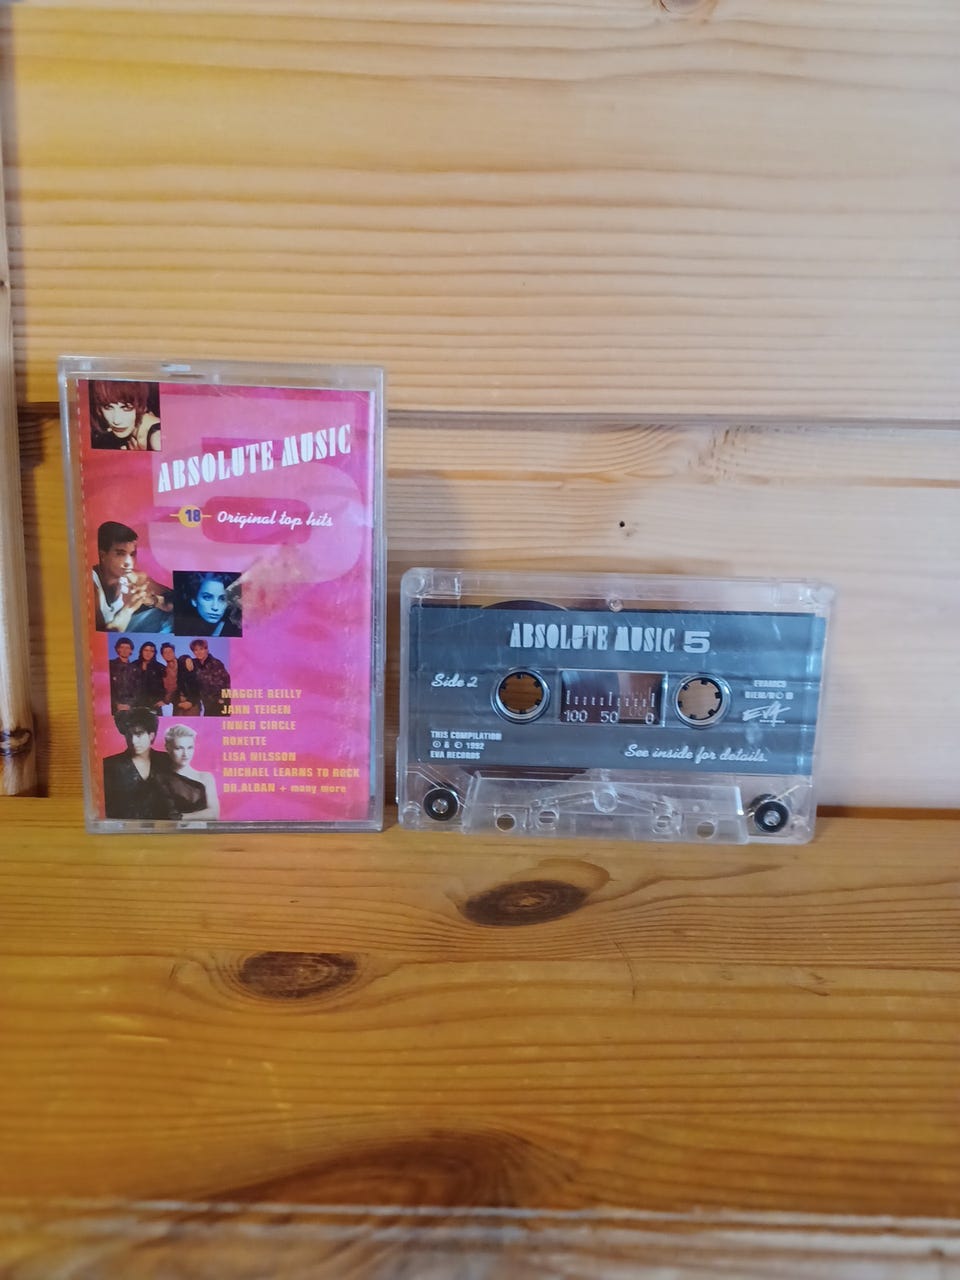 ABSOLUTE MUSIC
18 Original top hits
MAGGIE REILLY
JAHN TEIGEN
INNER CIRCLE
ROXETTE
LISA NILSSON
MICHAEL LEARNS TO ROCK
DR. ALBAN + many more
ABSOLUTE MUSIC 5
Side 2
100 50 0
EVA
THIS COMPILATION
℗ & © 1992
EVA RECORDS
See inside for details.